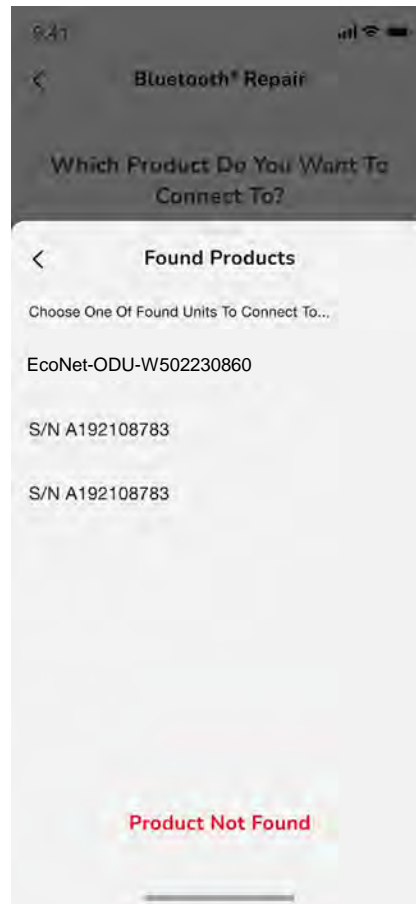 9:41
Bluetooth® Repair
Which Product Do You Want To
Connect To?
Found Products
Choose One Of Found Units To Connect To...
EcoNet-ODU-W502230860
S/N A192108783
S/N A192108783
Product Not Found